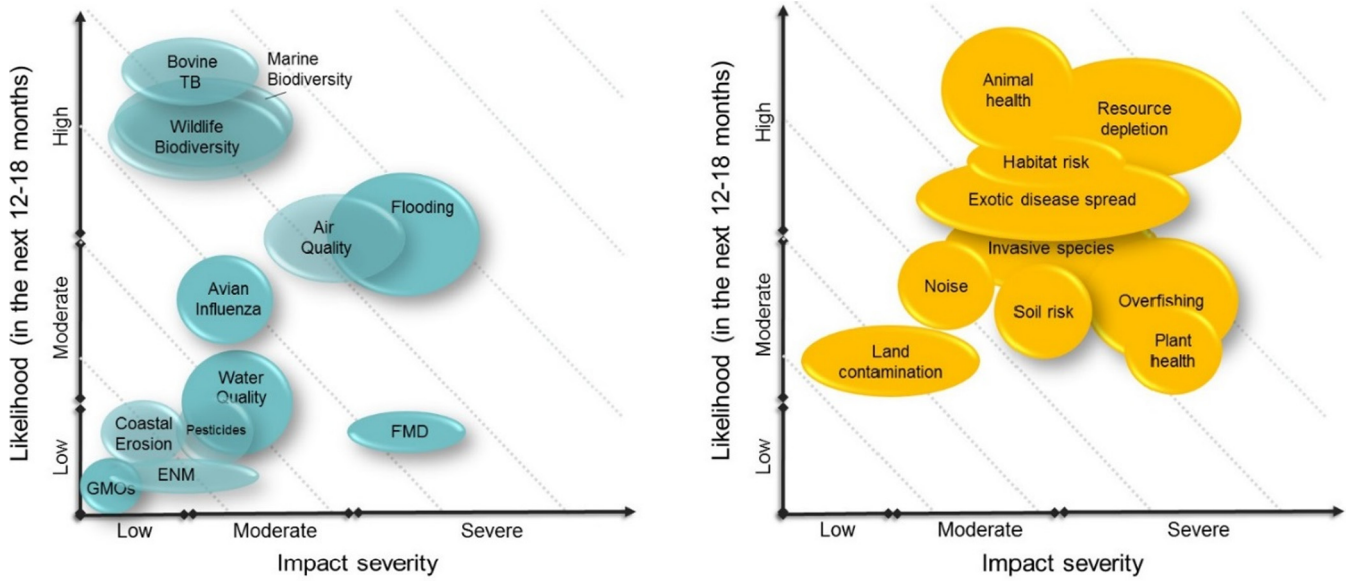 Likelihood (in the next 12-18 months)
High
Moderate
Low
Bovine
TB
Marine
Biodiversity
Wildlife
Biodiversity
Flooding
Air
Quality
Avian
Influenza
Water
Quality
Coastal
Erosion
Pesticides
FMD
ENM
GMOs
Low
Moderate
Severe
Impact severity
Likelihood (in the next 12-18 months)
High
Moderate
Low
Animal
health
Resource
depletion
Habitat risk
Exotic disease spread
Invasive species
Noise
Soil risk
Overfishing
Plant
health
Land
contamination
Low
Moderate
Severe
Impact severity